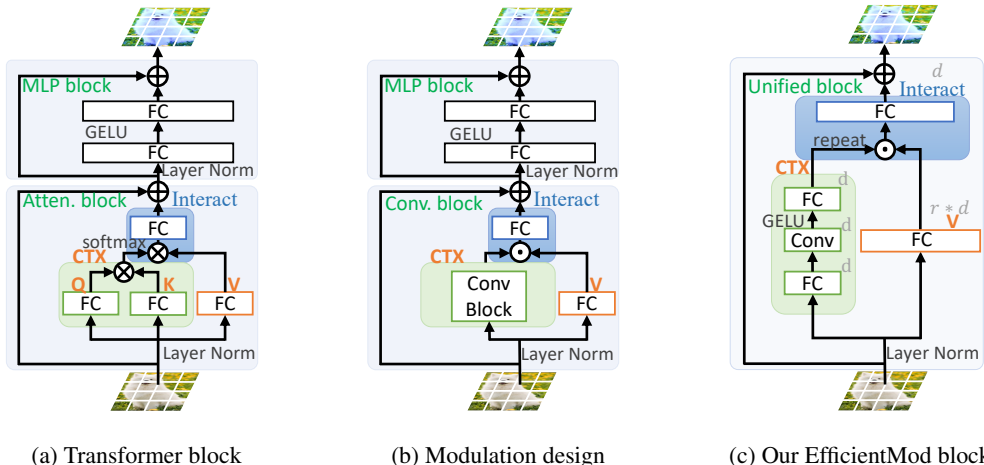 MLP block
FC
GELU
FC
Layer Norm
Atten. block
Interact
FC
softmax
CTX
Q
K
V
FC
FC
FC
Layer Norm
(a) Transformer block
MLP block
FC
GELU
FC
Layer Norm
Conv. block
Interact
FC
CTX
V
Conv
Block
FC
Layer Norm
(b) Modulation design
d
Unified block
Interact
FC
repeat
CTX
d
FC
GELU
d
Conv
d
FC
r * d
V
FC
Layer Norm
(c) Our EfficientMod block